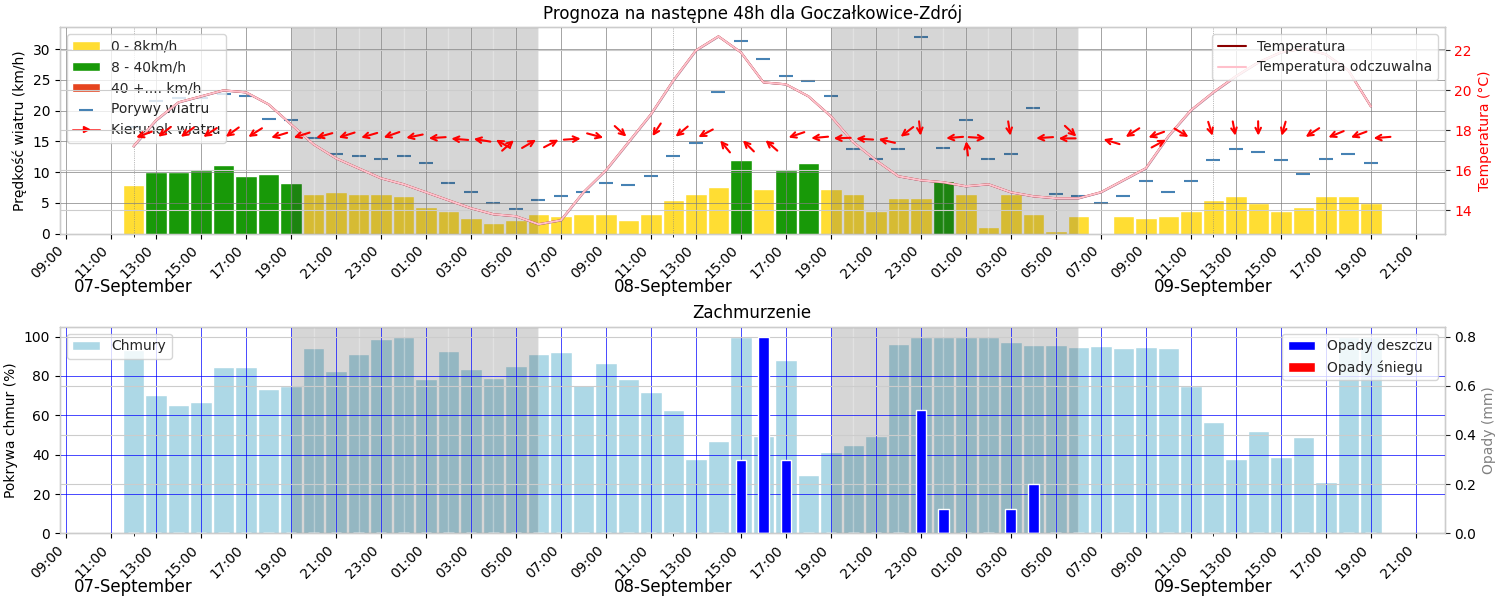 Prognoza na następne 48h dla Goczałkowice-Zdrój
Prędkość wiatru (km/h)
30
25
20
15
10
5
0
0 - 8km/h
8 - 40km/h
40 +.... km/h
Porywy wiatru
Kierunek wiatru
Temperatura
Temperatura odczuwalna
22
20
18
16
14
Temperatura (°C)
09:00 11:00 13:00 15:00 17:00 19:00 21:00 23:00 01:00 03:00 05:00 07:00 09:00 11:00 13:00 15:00 17:00 19:00 21:00 23:00 01:00 03:00 05:00 07:00 09:00 11:00 13:00 15:00 17:00 19:00 21:00
07-September 08-September 09-September
Zachmurzenie
Pokrywa chmur (%)
100
80
60
40
20
0
Chmury
Opady deszczu
Opady śniegu
0.8
0.6
0.4
0.2
0.0
Opady (mm)
09:00 11:00 13:00 15:00 17:00 19:00 21:00 23:00 01:00 03:00 05:00 07:00 09:00 11:00 13:00 15:00 17:00 19:00 21:00 23:00 01:00 03:00 05:00 07:00 09:00 11:00 13:00 15:00 17:00 19:00 21:00
07-September 08-September 09-September